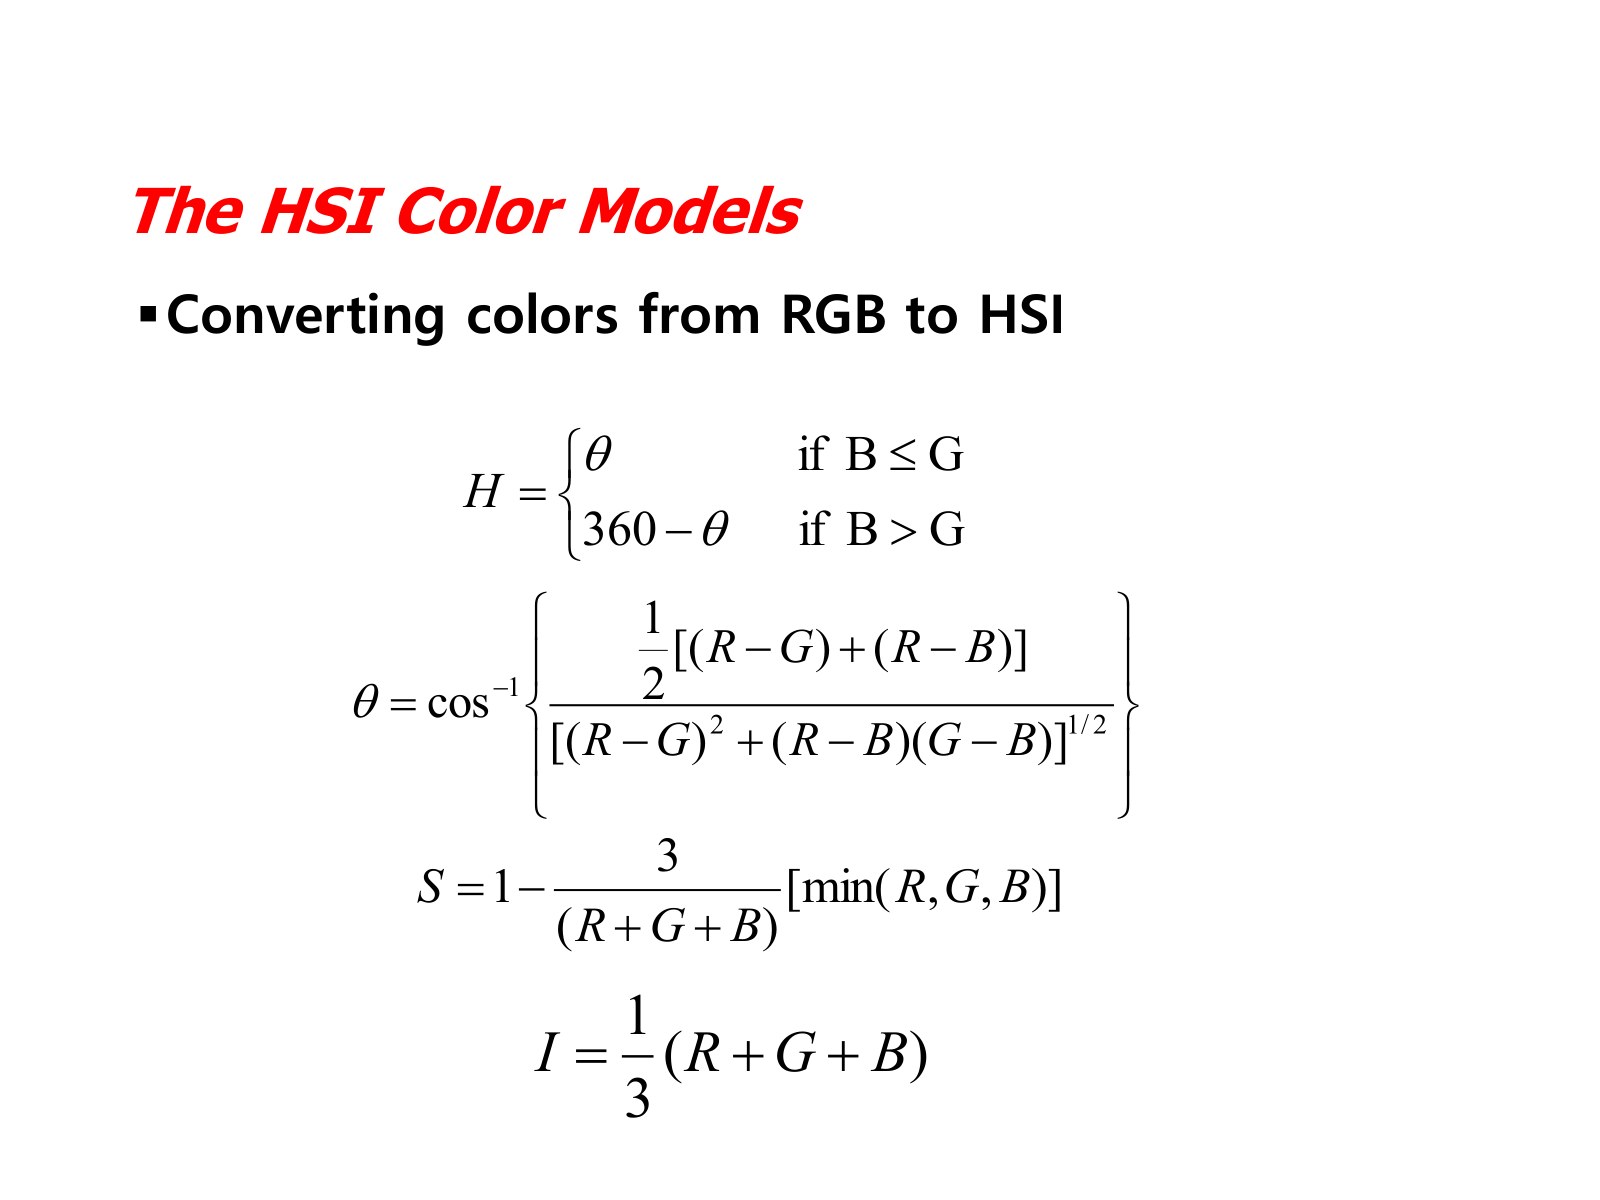 The HSI Color Models
▪Converting colors from RGB to HSI
H = { θ if B ≤ G
360 − θ if B > G
θ = cos⁻¹ { ½[(R − G) + (R − B)] / [(R − G)² + (R − B)(G − B)]^{1/2} }
S = 1 − 3/(R + G + B) [min(R, G, B)]
I = 1/3 (R + G + B)